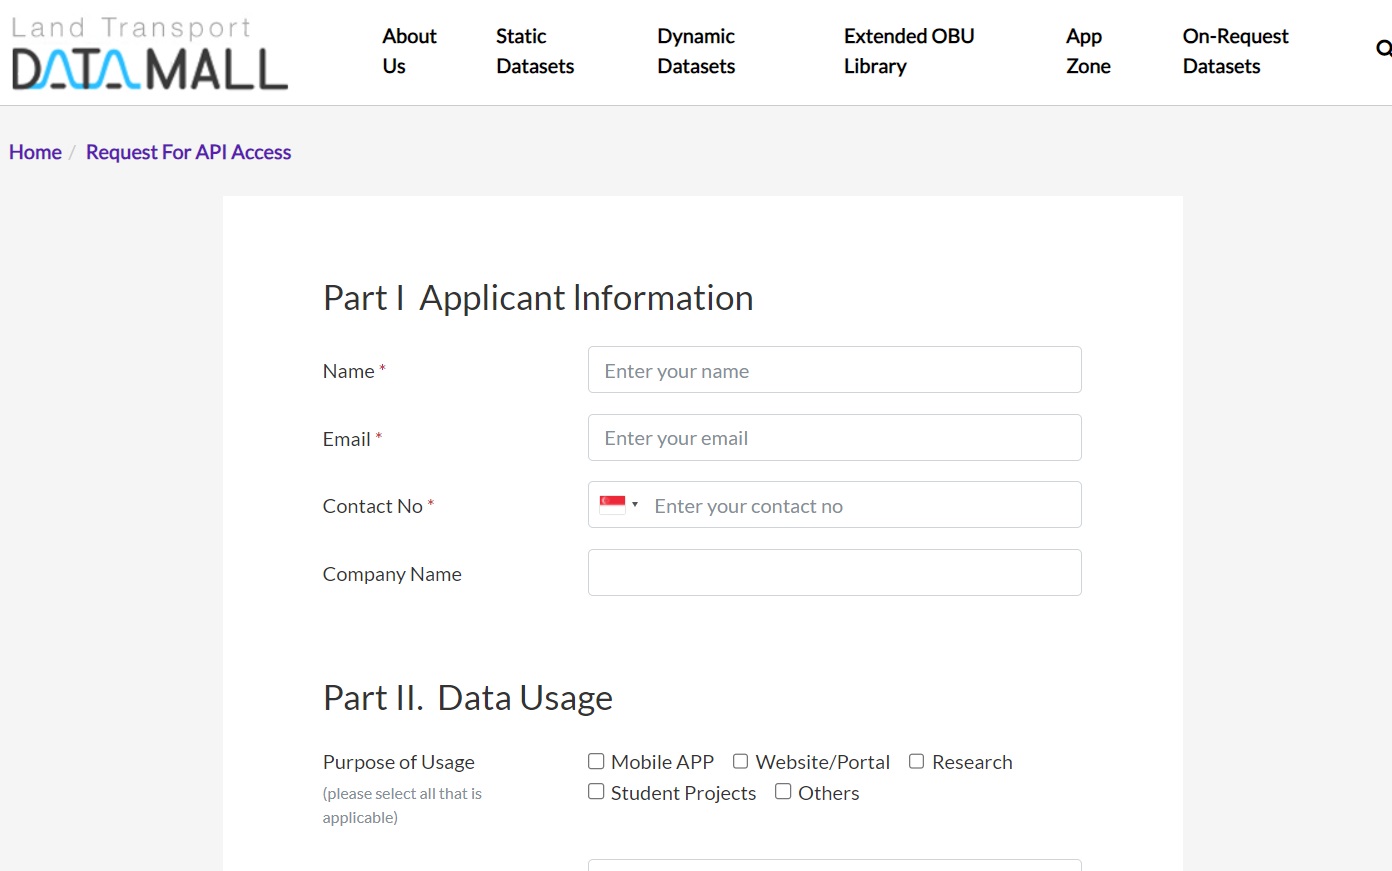 Land Transport
DATA MALL
About Us
Static Datasets
Dynamic Datasets
Extended OBU Library
App Zone
On-Request Datasets
Home / Request For API Access
Part I  Applicant Information
Name *
Enter your name
Email *
Enter your email
Contact No *
Enter your contact no
Company Name
Part II.  Data Usage
Purpose of Usage
(please select all that is
applicable)
Mobile APP Website/Portal Research
Student Projects Others